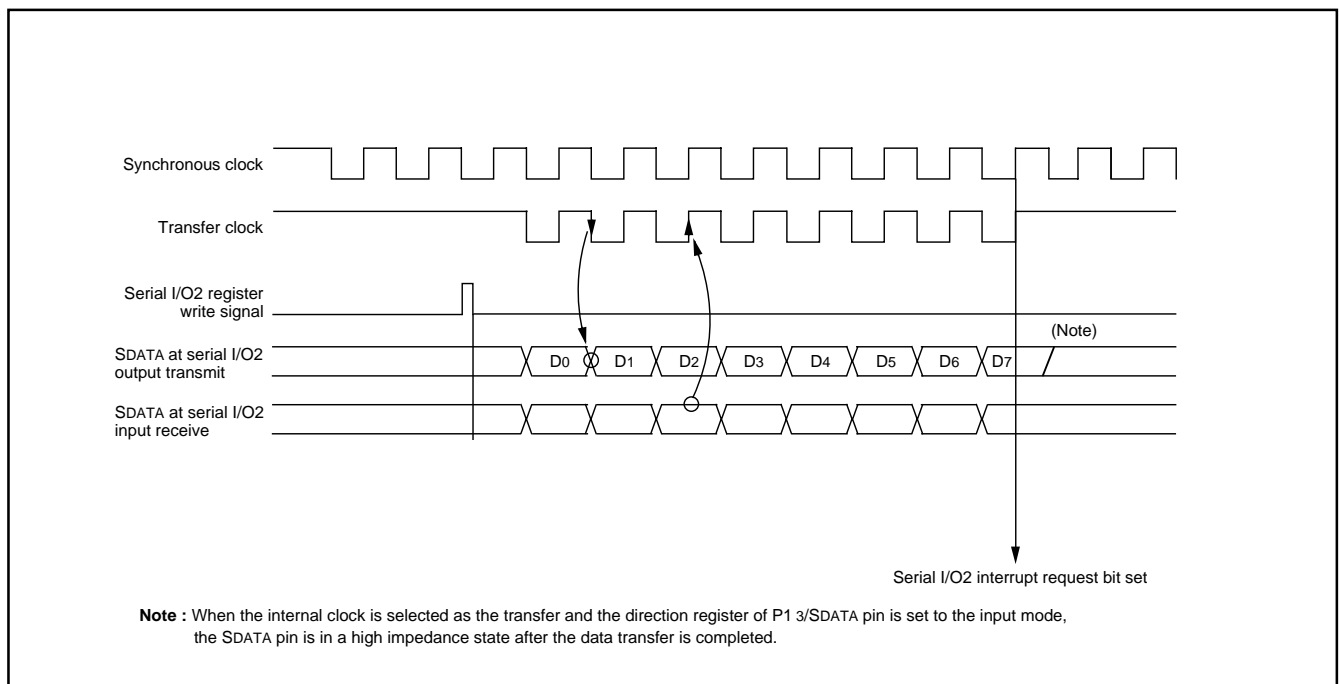 Synchronous clock
Transfer clock
Serial I/O2 register
write signal
(Note)
SDATA at serial I/O2
output transmit
D0 D1 D2 D3 D4 D5 D6 D7
SDATA at serial I/O2
input receive
Serial I/O2 interrupt request bit set
Note : When the internal clock is selected as the transfer and the direction register of P1 3/SDATA pin is set to the input mode,
the SDATA pin is in a high impedance state after the data transfer is completed.